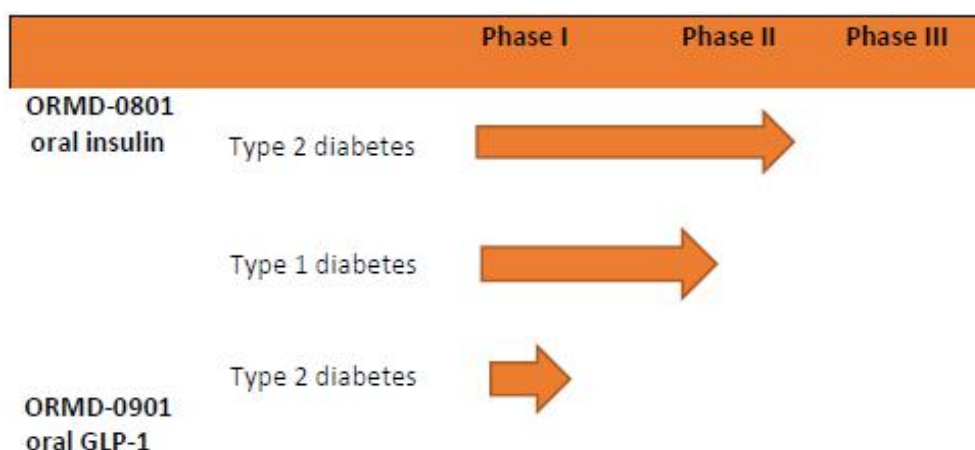 Phase I Phase II Phase III
ORMD-0801
oral insulin
Type 2 diabetes
Type 1 diabetes
Type 2 diabetes
ORMD-0901
oral GLP-1